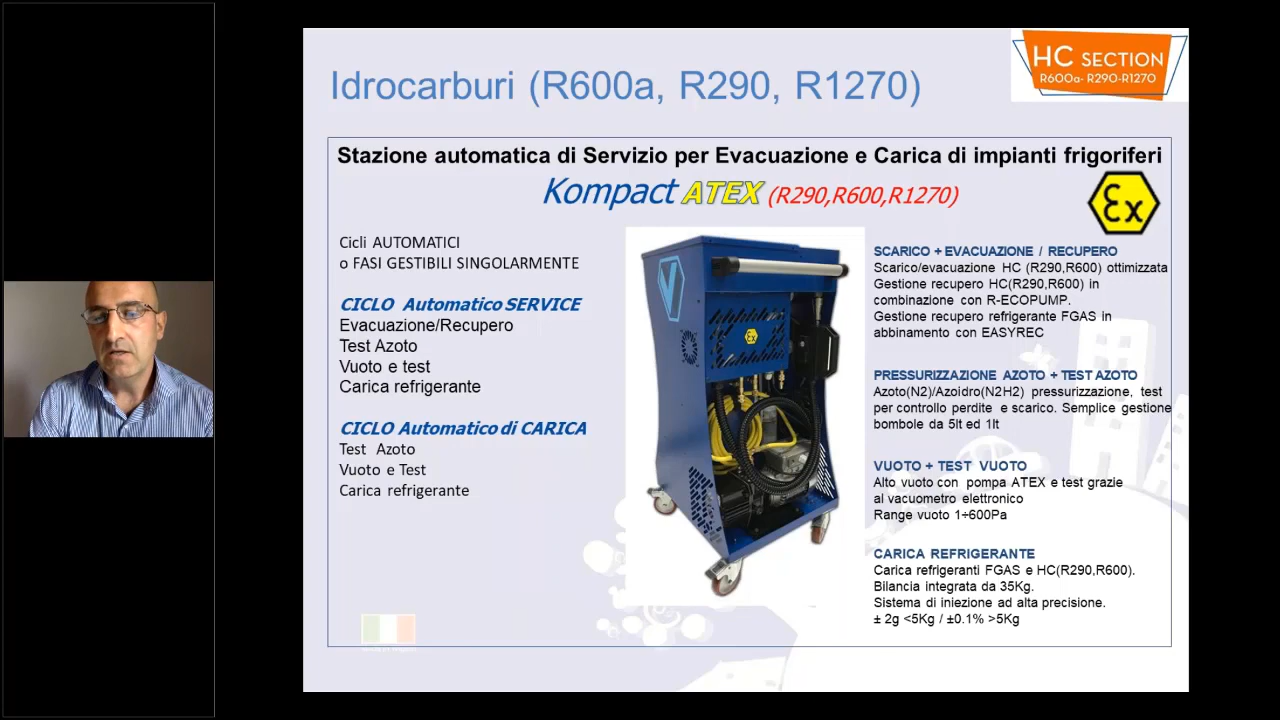 Idrocarburi (R600a, R290, R1270)
HC SECTION
R600a- R290-R1270
Stazione automatica di Servizio per Evacuazione e Carica di impianti frigoriferi
Kompact ATEX (R290,R600,R1270)
Ex
Cicli AUTOMATICI
o FASI GESTIBILI SINGOLARMENTE
CICLO Automatico SERVICE
Evacuazione/Recupero
Test Azoto
Vuoto e test
Carica refrigerante
CICLO Automatico di CARICA
Test Azoto
Vuoto e Test
Carica refrigerante
SCARICO + EVACUAZIONE / RECUPERO
Scarico/evacuazione HC (R290,R600) ottimizzata
Gestione recupero HC(R290,R600) in
combinazione con R-ECOPUMP.
Gestione recupero refrigerante FGAS in
abbinamento con EASYREC
PRESSURIZZAZIONE AZOTO + TEST AZOTO
Azoto(N2)/Azoidro(N2H2) pressurizzazione, test
per controllo perdite e scarico. Semplice gestione
bombole da 5lt ed 1lt
VUOTO + TEST VUOTO
Alto vuoto con pompa ATEX e test grazie
al vacuometro elettronico
Range vuoto 1÷600Pa
CARICA REFRIGERANTE
Carica refrigeranti FGAS e HC(R290,R600).
Bilancia integrata da 35Kg.
Sistema di iniezione ad alta precisione.
± 2g <5Kg / ±0.1% >5Kg